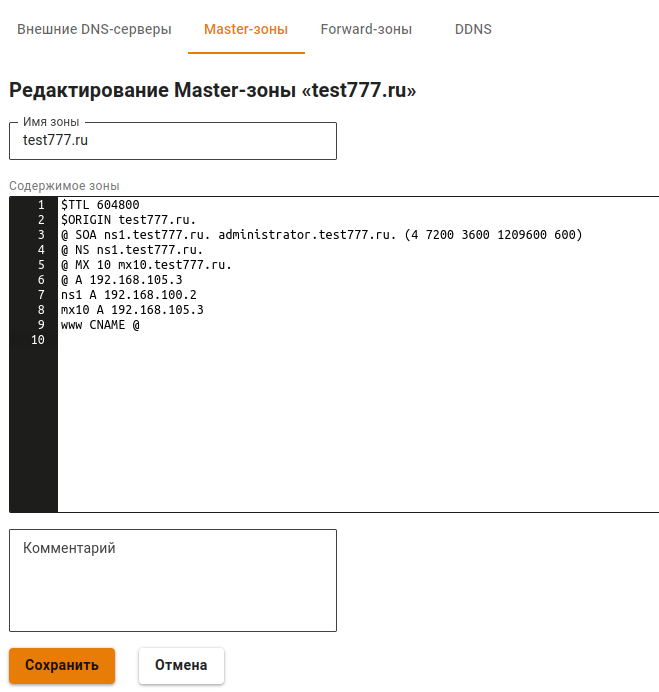 Внешние DNS-серверы Master-зоны Forward-зоны DDNS
Редактирование Master-зоны «test777.ru»
Имя зоны
test777.ru
Содержимое зоны
1 $TTL 604800
2 $ORIGIN test777.ru.
3 @ SOA ns1.test777.ru. administrator.test777.ru. (4 7200 3600 1209600 600)
4 @ NS ns1.test777.ru.
5 @ MX 10 mx10.test777.ru.
6 @ A 192.168.105.3
7 ns1 A 192.168.100.2
8 mx10 A 192.168.105.3
9 www CNAME @
10
Комментарий
Сохранить Отмена